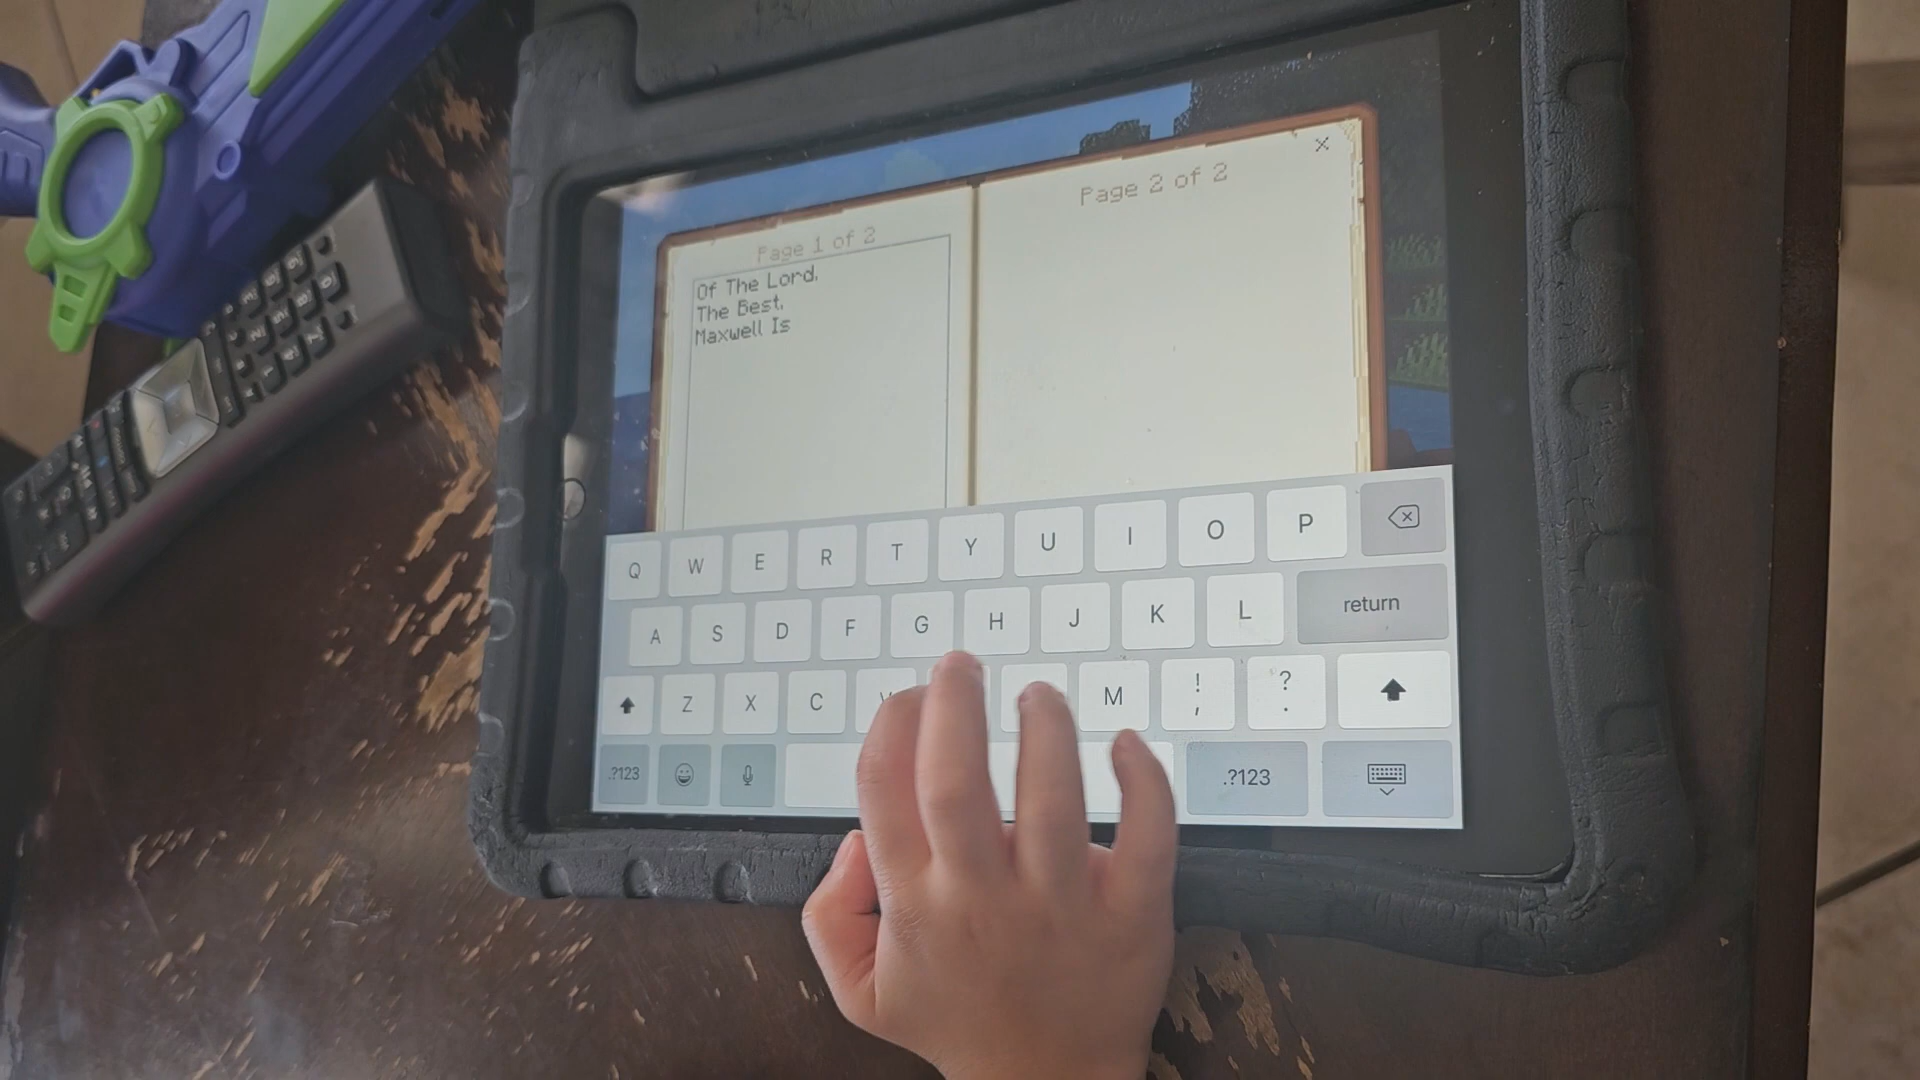 Page 1 of 2
Of The Lord,
The Best,
Maxwell Is
Page 2 of 2
Q W E R T Y U I O P
A S D F G H J K L return
Z X C M ! , ? .
.?123 .?123